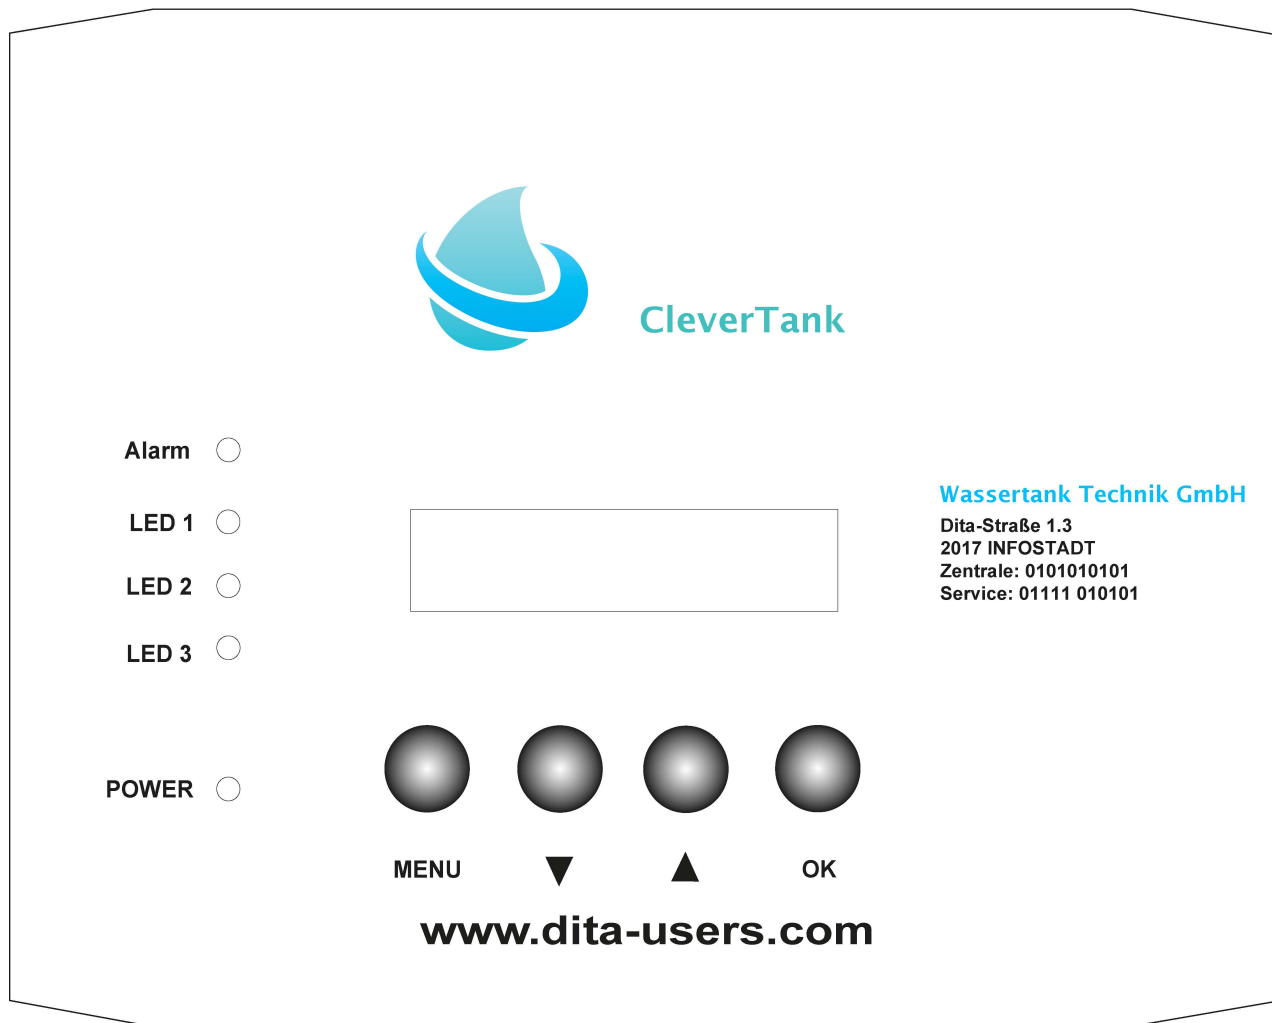 CleverTank
Alarm
LED 1
LED 2
LED 3
POWER
Wassertank Technik GmbH
Dita-Straße 1.3
2017 INFOSTADT
Zentrale: 0101010101
Service: 01111 010101
MENU ▼ ▲ OK
www.dita-users.com